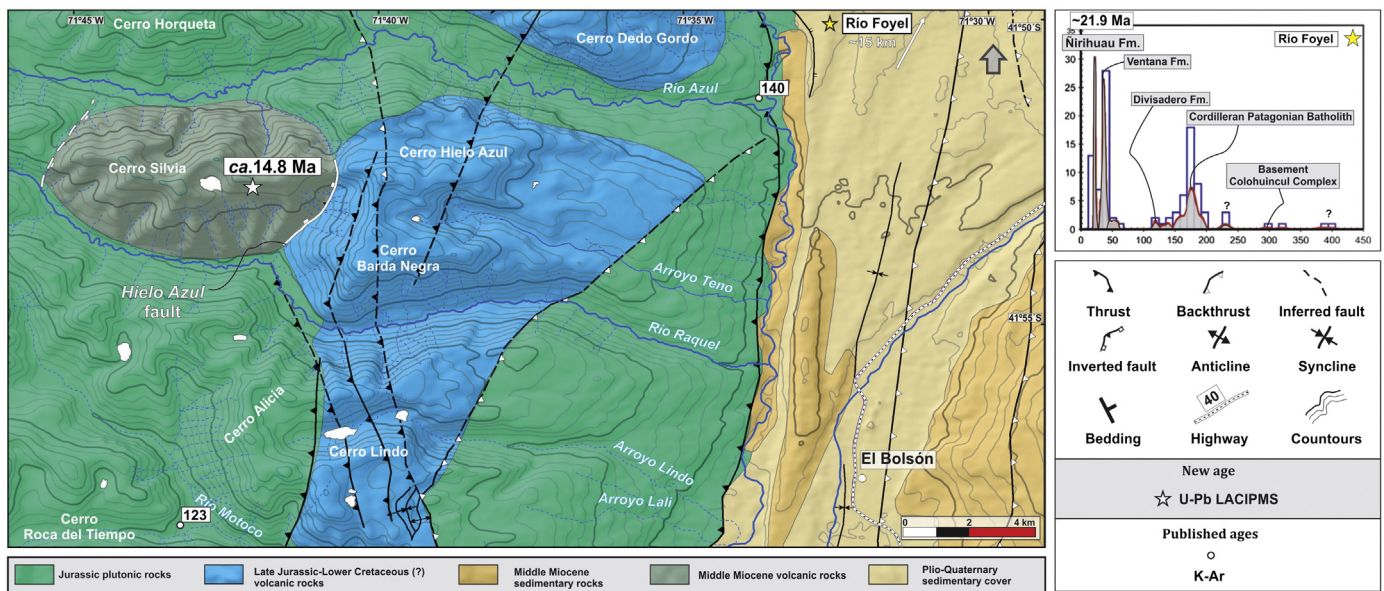 71°45´W
71°40´W
71°35´W
71°30´W
41°50´S
Cerro Horqueta
Cerro Dedo Gordo
Río Foyel
~15 km
Río Azul
140
Cerro Silvia
ca.14.8 Ma
Cerro Hielo Azul
Cerro
Barda Negra
Hielo Azul
fault
Arroyo Teno
Río Raquel
41°55´S
Cerro Alicia
Cerro Lindo
Arroyo Lindo
Arroyo Lali
El Bolsón
Río Motoco
123
Cerro
Roca del Tiempo
0 2 4 km
Jurassic plutonic rocks
Late Jurassic-Lower Cretaceous (?)
volcanic rocks
Middle Miocene
sedimentary rocks
Middle Miocene volcanic rocks
Plio-Quaternary
sedimentary cover
~21.9 Ma
35
Ñirihuau Fm.
Río Foyel
30
Ventana Fm.
25
Divisadero Fm.
20
Cordilleran Patagonian Batholith
15
10
Basement
Colohuincul Complex
5
? ?
0
0 50 100 150 200 250 300 350 400 450
Thrust
Backthrust
Inferred fault
Inverted fault
Anticline
Syncline
40
Bedding
Highway
Countours
New age
U-Pb LACIPMS
Published ages
K-Ar